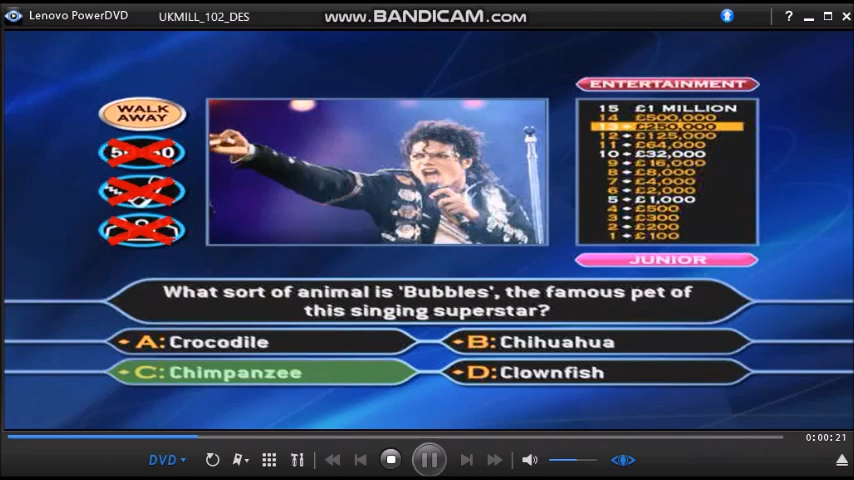 Lenovo PowerDVD
UKMILL_102_DES
www.BANDICAM.com
?
WALK
AWAY
ENTERTAINMENT
15 £1 MILLION
14 £500,000
13 £250,000
12 £125,000
11 £64,000
10 £32,000
9 £16,000
8 £8,000
7 £4,000
6 £2,000
5 £1,000
4 £500
3 £300
2 £200
1 £100
JUNIOR
What sort of animal is 'Bubbles', the famous pet of
this singing superstar?
A: Crocodile
B: Chihuahua
C: Chimpanzee
D: Clownfish
0:00:21
DVD